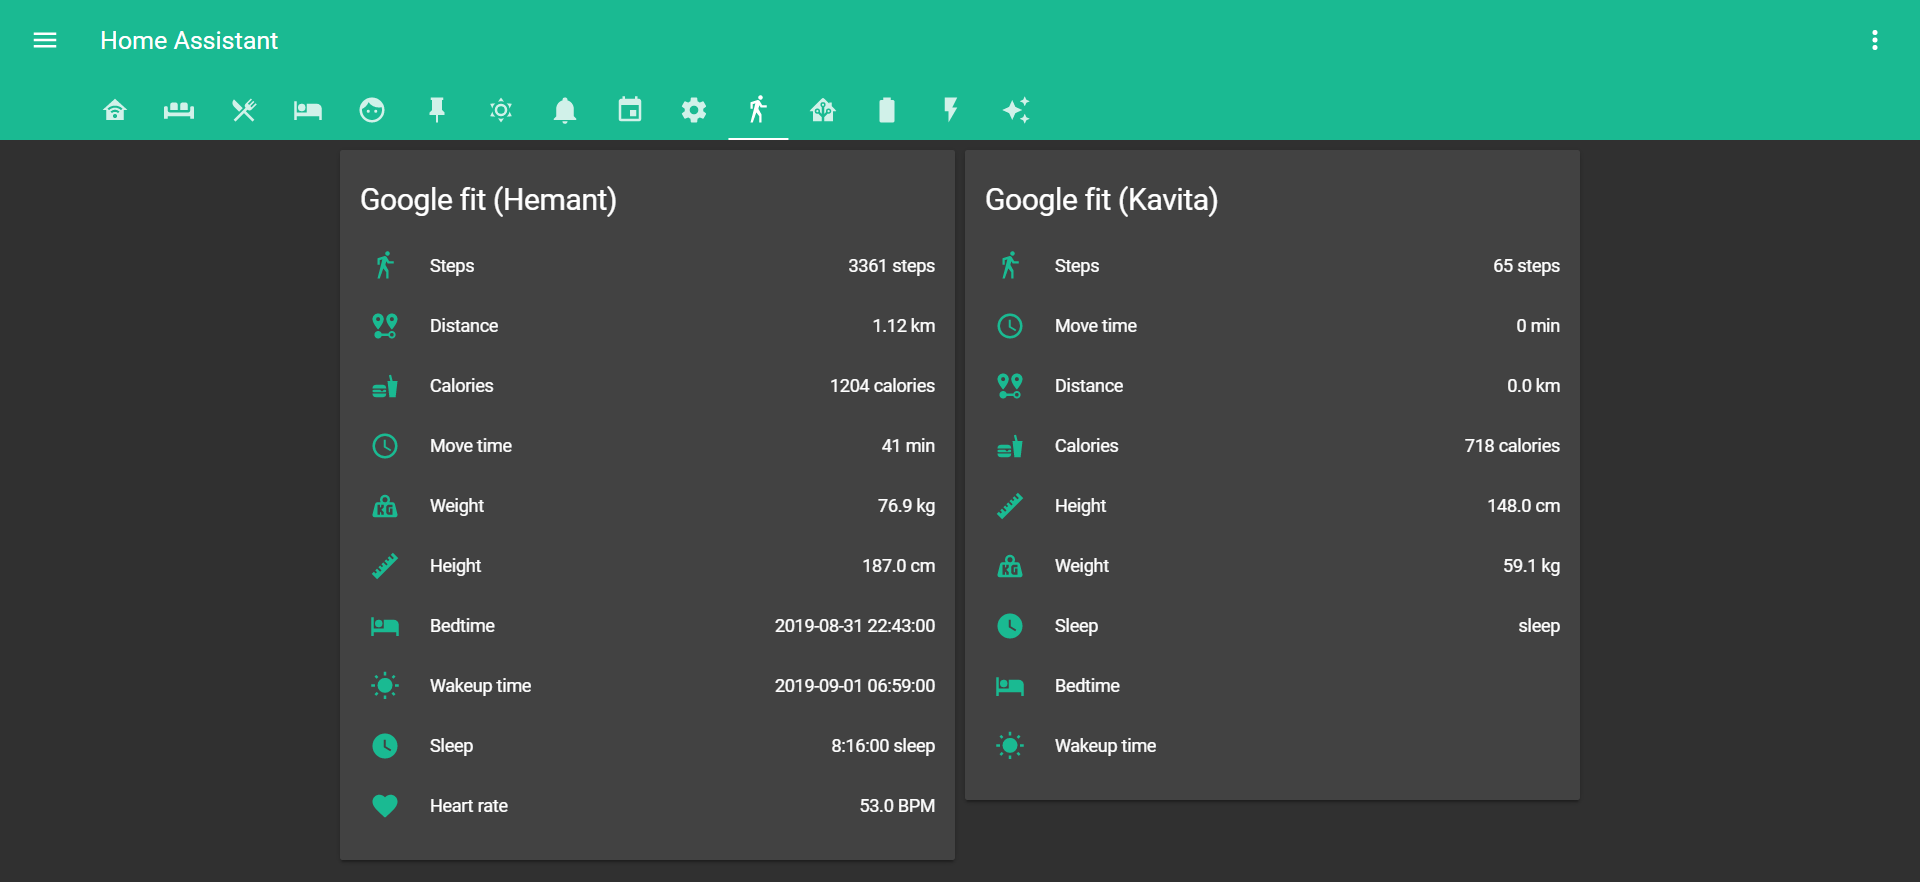 Home Assistant
Google fit (Hemant)
Steps 3361 steps
Distance 1.12 km
Calories 1204 calories
Move time 41 min
KG Weight 76.9 kg
Height 187.0 cm
Bedtime 2019-08-31 22:43:00
Wakeup time 2019-09-01 06:59:00
Sleep 8:16:00 sleep
Heart rate 53.0 BPM
Google fit (Kavita)
Steps 65 steps
Move time 0 min
Distance 0.0 km
Calories 718 calories
Height 148.0 cm
KG Weight 59.1 kg
Sleep sleep
Bedtime
Wakeup time